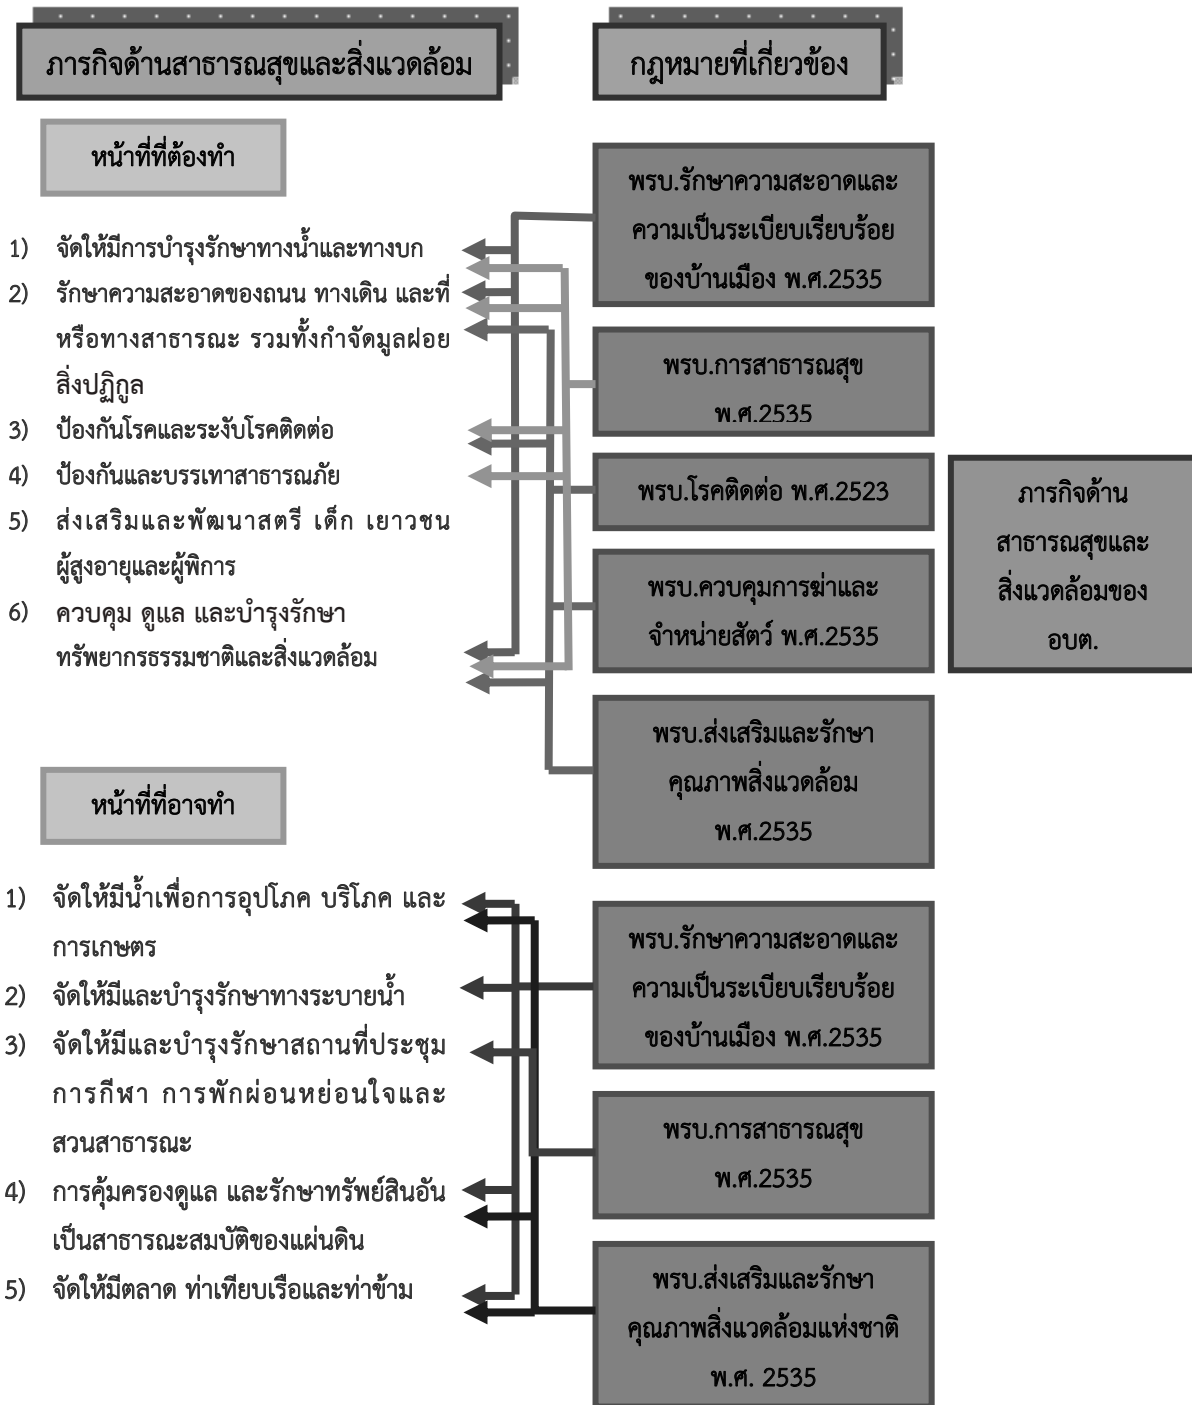 ภารกิจด้านสาธารณสุขและสิ่งแวดล้อม
กฎหมายที่เกี่ยวข้อง
หน้าที่ที่ต้องทำ
1) จัดให้มีการบำรุงรักษาทางน้ำและทางบก
2) รักษาความสะอาดของถนน ทางเดิน และที่
หรือทางสาธารณะ รวมทั้งกำจัดมูลฝอย
สิ่งปฏิกูล
3) ป้องกันโรคและระงับโรคติดต่อ
4) ป้องกันและบรรเทาสาธารณภัย
5) ส่งเสริมและพัฒนาสตรี เด็ก เยาวชน
ผู้สูงอายุและผู้พิการ
6) ควบคุม ดูแล และบำรุงรักษา
ทรัพยากรธรรมชาติและสิ่งแวดล้อม
พรบ.รักษาความสะอาดและ
ความเป็นระเบียบเรียบร้อย
ของบ้านเมือง พ.ศ.2535
พรบ.การสาธารณสุข
พ.ศ.2535
พรบ.โรคติดต่อ พ.ศ.2523
พรบ.ควบคุมการฆ่าและ
จำหน่ายสัตว์ พ.ศ.2535
พรบ.ส่งเสริมและรักษา
คุณภาพสิ่งแวดล้อม
พ.ศ.2535
ภารกิจด้าน
สาธารณสุขและ
สิ่งแวดล้อมของ
อบต.
หน้าที่ที่อาจทำ
1) จัดให้มีน้ำเพื่อการอุปโภค บริโภค และ
การเกษตร
2) จัดให้มีและบำรุงรักษาทางระบายน้ำ
3) จัดให้มีและบำรุงรักษาสถานที่ประชุม
การกีฬา การพักผ่อนหย่อนใจและ
สวนสาธารณะ
4) การคุ้มครองดูแล และรักษาทรัพย์สินอัน
เป็นสาธารณะสมบัติของแผ่นดิน
5) จัดให้มีตลาด ท่าเทียบเรือและท่าข้าม
พรบ.รักษาความสะอาดและ
ความเป็นระเบียบเรียบร้อย
ของบ้านเมือง พ.ศ.2535
พรบ.การสาธารณสุข
พ.ศ.2535
พรบ.ส่งเสริมและรักษา
คุณภาพสิ่งแวดล้อมแห่งชาติ
พ.ศ. 2535